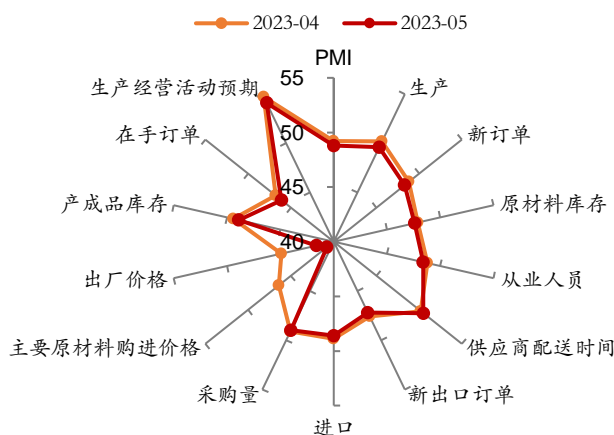 2023-04 2023-05
PMI
55
生产经营活动预期
生产
50
在手订单
新订单
45
产成品库存
原材料库存
40
出厂价格
从业人员
主要原材料购进价格
供应商配送时间
采购量
新出口订单
进口